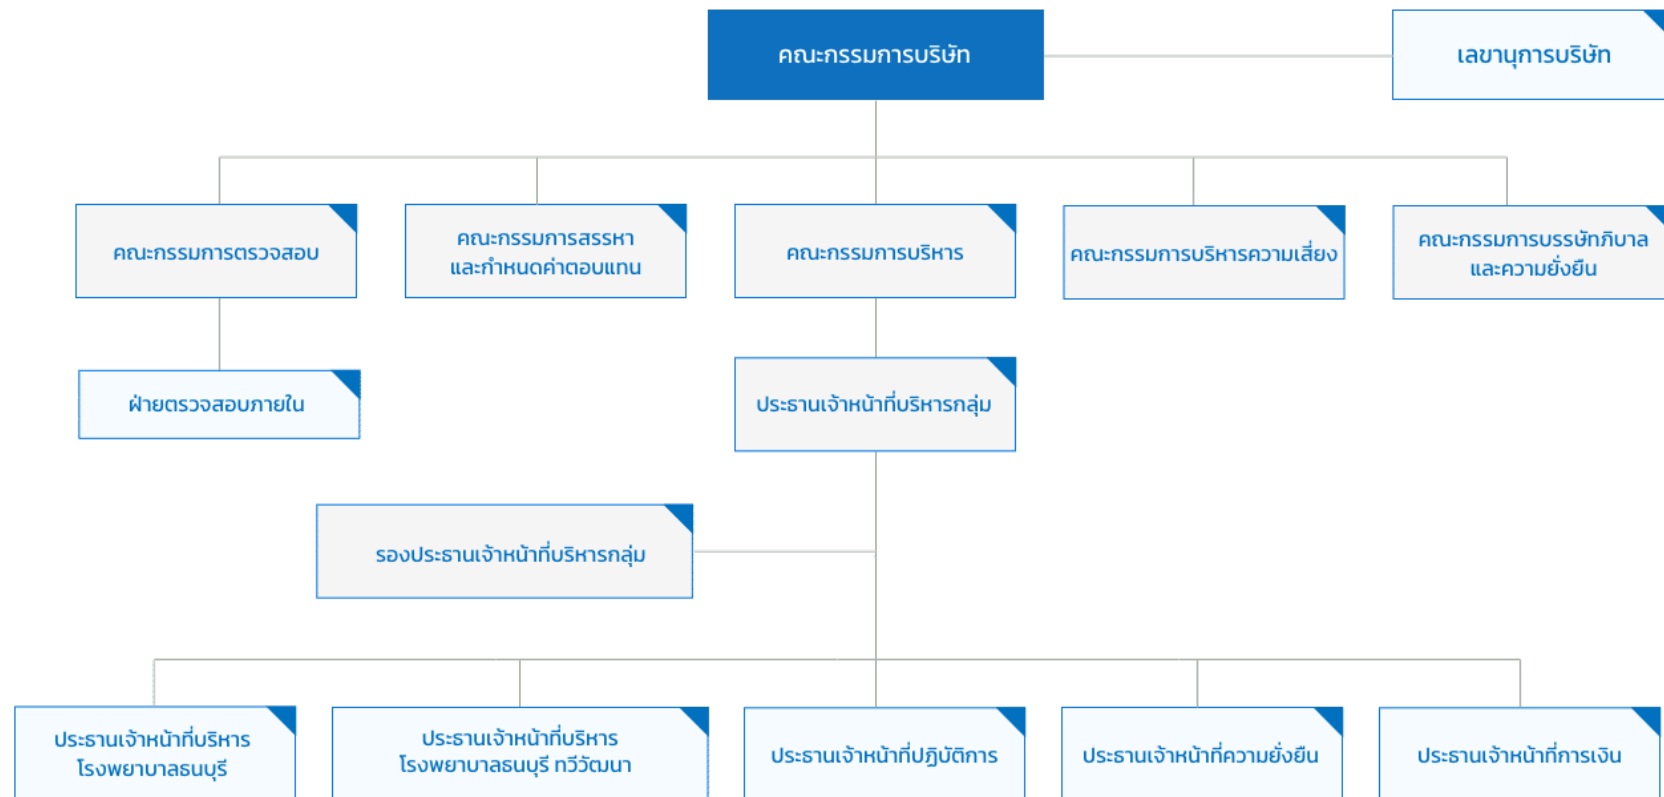 คณะกรรมการบริษัท
เลขานุการบริษัท
คณะกรรมการตรวจสอบ
คณะกรรมการสรรหา
และกำหนดค่าตอบแทน
คณะกรรมการบริหาร
คณะกรรมการบริหารความเสี่ยง
คณะกรรมการบรรษัทภิบาล
และความยั่งยืน
ฝ่ายตรวจสอบภายใน
ประธานเจ้าหน้าที่บริหารกลุ่ม
รองประธานเจ้าหน้าที่บริหารกลุ่ม
ประธานเจ้าหน้าที่บริหาร
โรงพยาบาลธนบุรี
ประธานเจ้าหน้าที่บริหาร
โรงพยาบาลธนบุรี ทวีวัฒนา
ประธานเจ้าหน้าที่ปฏิบัติการ
ประธานเจ้าหน้าที่ความยั่งยืน
ประธานเจ้าหน้าที่การเงิน